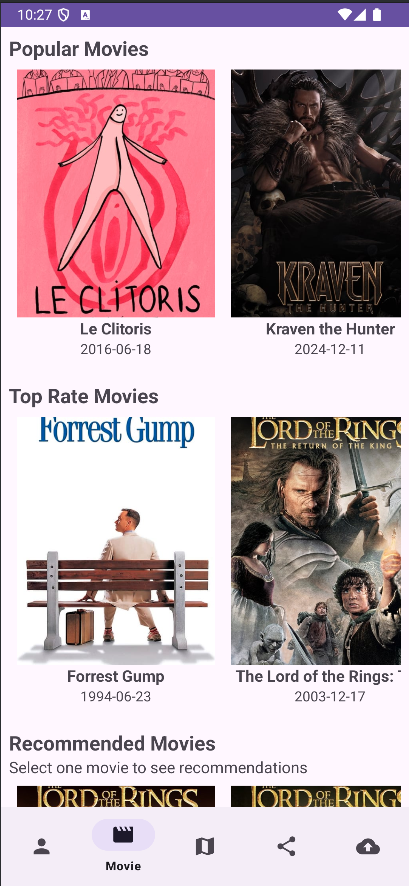 10:27
A
Popular Movies
LE CLITORIS
KRAVEN
THE HUNTER
Le Clitoris
Kraven the Hunter
2016-06-18
2024-12-11
Top Rate Movies
Forrest Gump
THE
LORD OF THE RINGS
THE RETURN OF THE KING
Forrest Gump
The Lord of the Rings:
1994-06-23
2003-12-17
Recommended Movies
Select one movie to see recommendations
LORD OF THE RINGS
LORD OF THE RINGS
Movie